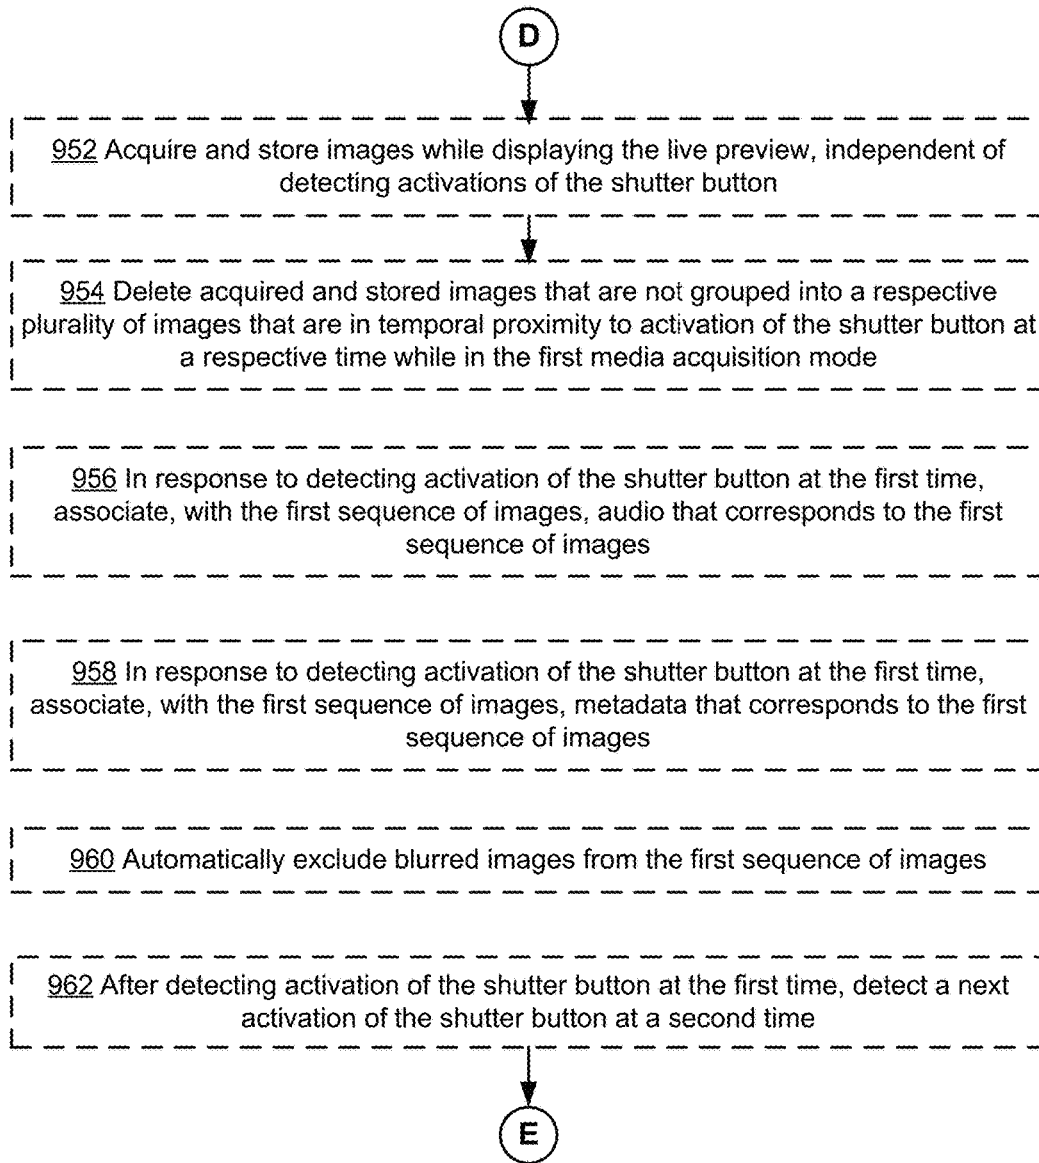 D
952 Acquire and store images while displaying the live preview, independent of
detecting activations of the shutter button
954 Delete acquired and stored images that are not grouped into a respective
plurality of images that are in temporal proximity to activation of the shutter button at
a respective time while in the first media acquisition mode
956 In response to detecting activation of the shutter button at the first time,
associate, with the first sequence of images, audio that corresponds to the first
sequence of images
958 In response to detecting activation of the shutter button at the first time,
associate, with the first sequence of images, metadata that corresponds to the first
sequence of images
960 Automatically exclude blurred images from the first sequence of images
962 After detecting activation of the shutter button at the first time, detect a next
activation of the shutter button at a second time
E